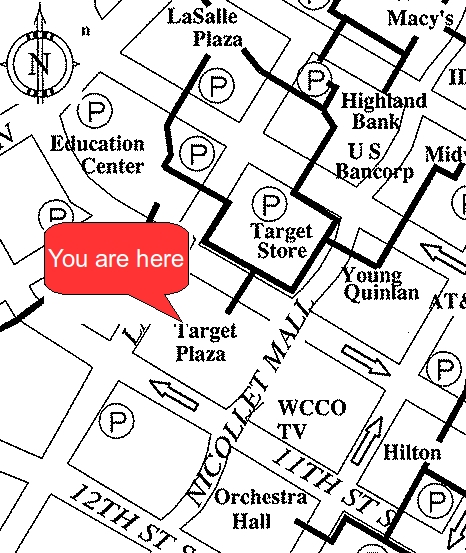 LaSalle
Plaza
Macy's
n
N
P
P
P
Highland
Bank
N
Education
Center
P
U S
Bancorp
P
P
Target
Store
You are here
Young
Quinlan
Target
Plaza
NICOLLET MALL
P
WCCO
TV
P
Hilton
11TH ST S
12TH ST S
Orchestra
Hall
P